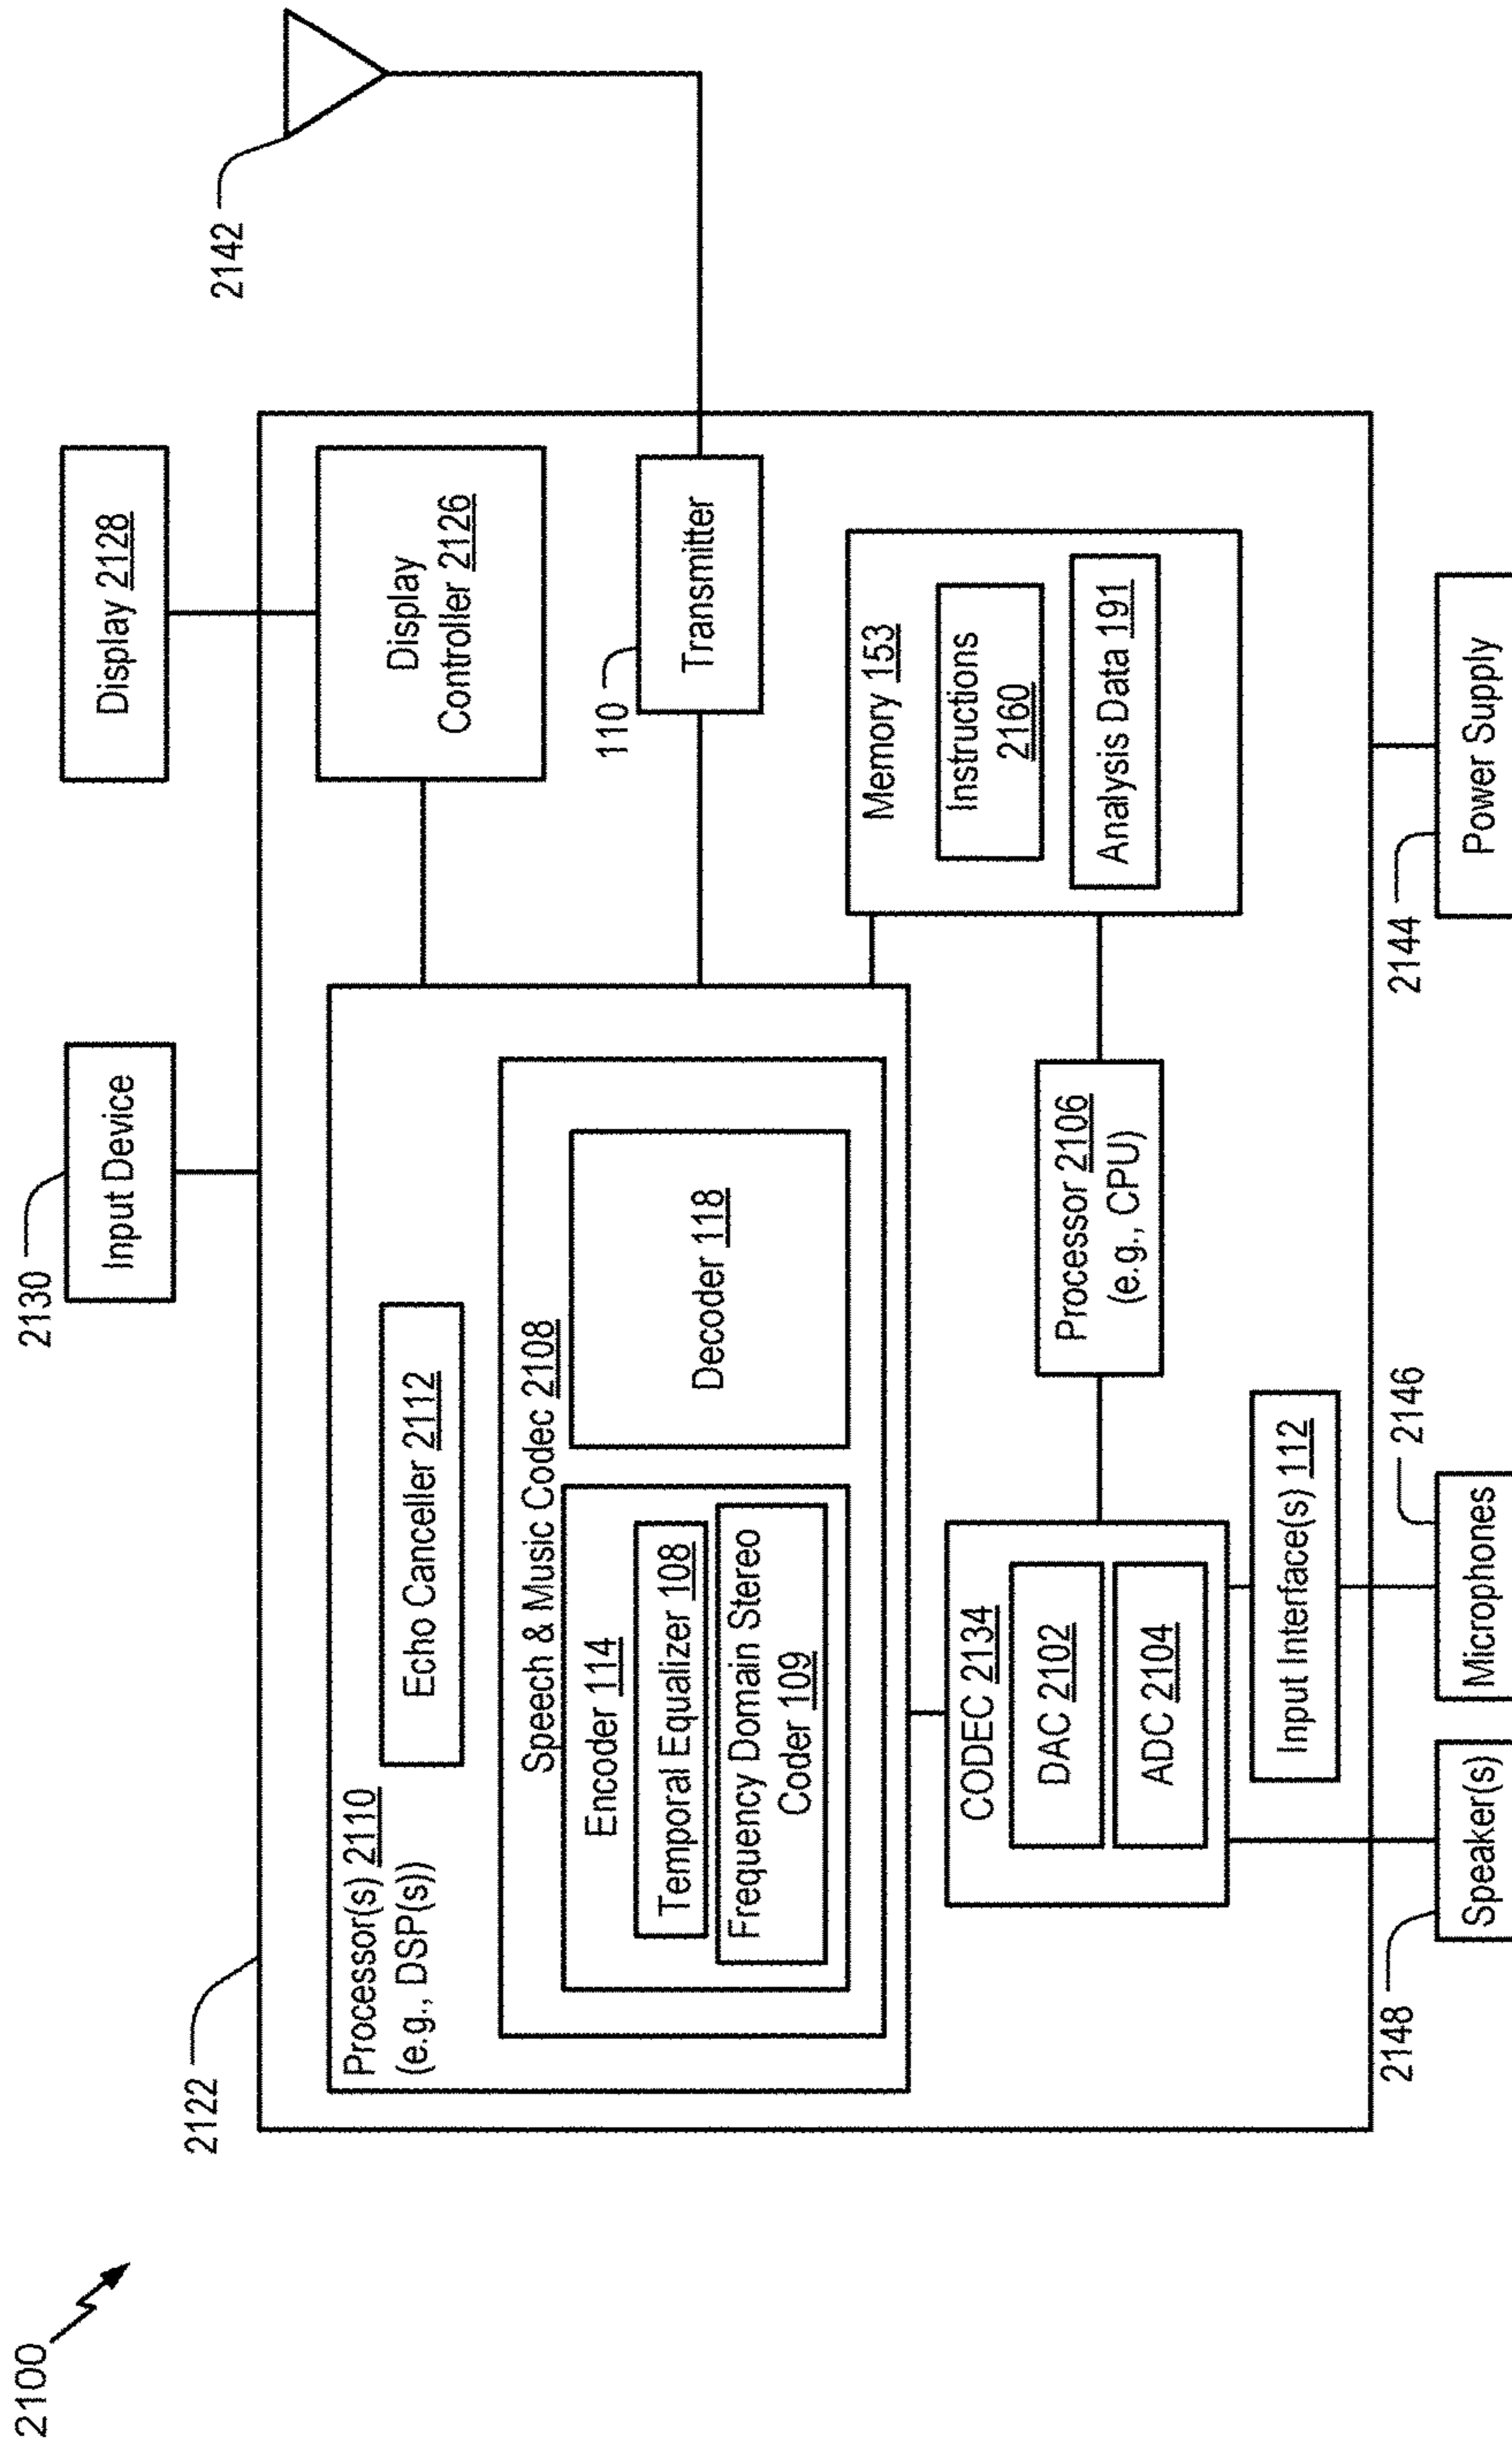 2100
2122
2130
Input Device
Display 2128
2142
Processor(s) 2110
(e.g., DSP(s))
Echo Canceller 2112
Speech & Music Codec 2108
Encoder 114
Temporal Equalizer 108
Frequency Domain Stereo
Coder 109
Decoder 118
Display
Controller 2126
110
Transmitter
Memory 153
Instructions
2160
Analysis Data 191
CODEC 2134
DAC 2102
ADC 2104
Processor 2106
(e.g., CPU)
Input Interface(s) 112
2148
Speaker(s)
2146
Microphones
2144
Power Supply